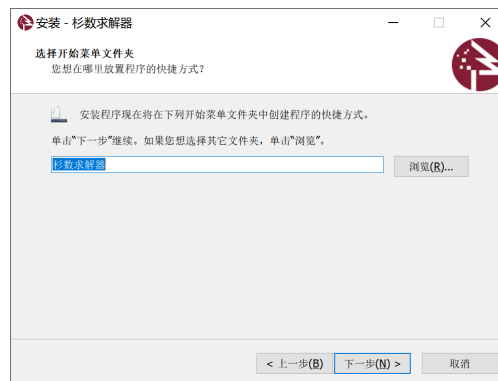 安装 - 杉数求解器
选择开始菜单文件夹
您想在哪里放置程序的快捷方式?
安装程序现在将在下列开始菜单文件夹中创建程序的快捷方式。
单击“下一步”继续。如果您想选择其它文件夹，单击“浏览”。
杉数求解器
浏览(R)...
< 上一步(B)
下一步(N) >
取消